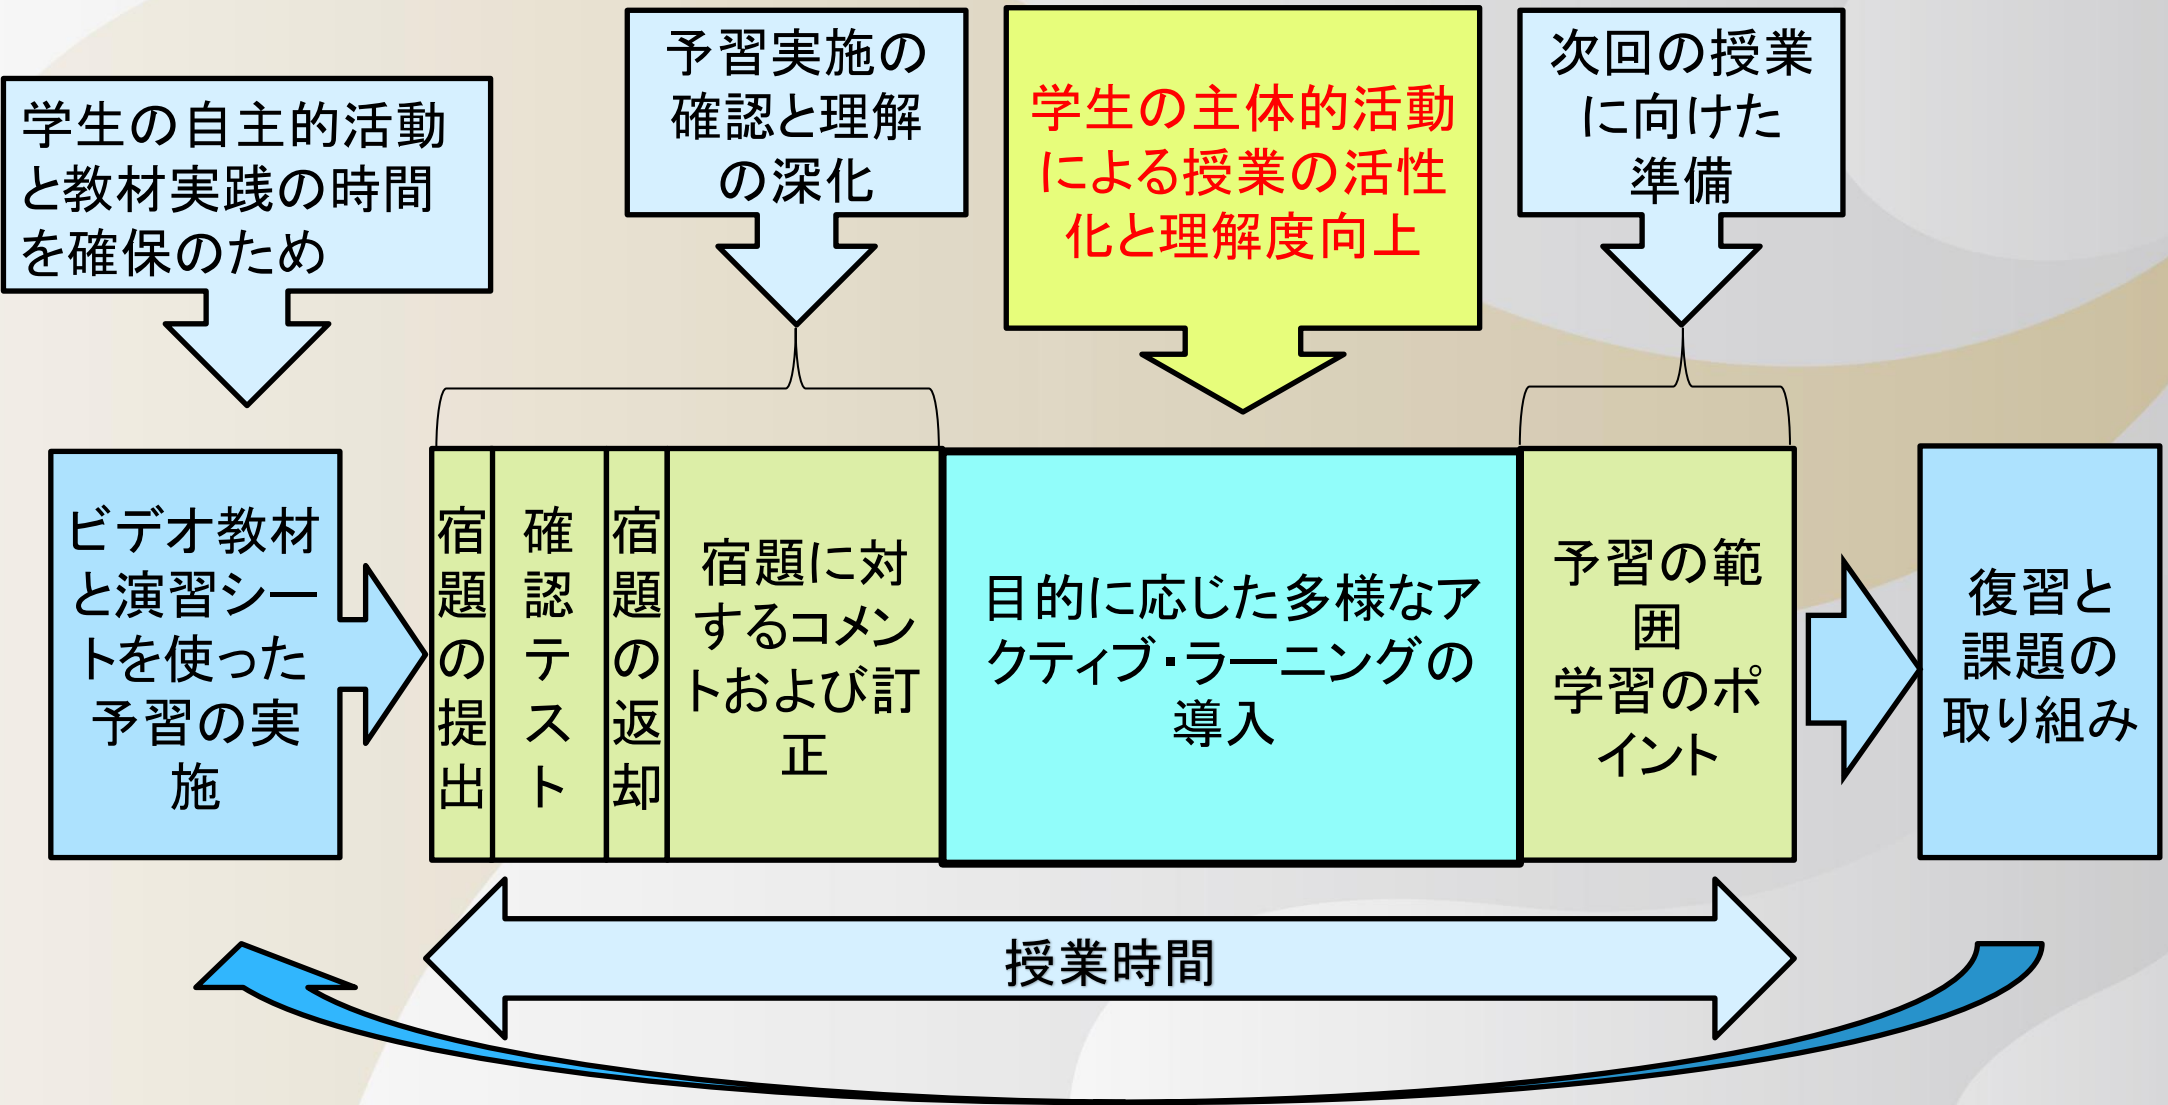 学生の自主的活動
と教材実践の時間
を確保のため
予習実施の
確認と理解
の深化
学生の主体的活動
による授業の活性
化と理解度向上
次回の授業
に向けた
準備
ビデオ教材
と演習シー
トを使った
予習の実
施
宿題の提出
確認テスト
宿題の返却
宿題に対
するコメン
トおよび訂
正
目的に応じた多様なア
クティブ・ラーニングの
導入
予習の範
囲
学習のポ
イント
復習と
課題の
取り組み
授業時間